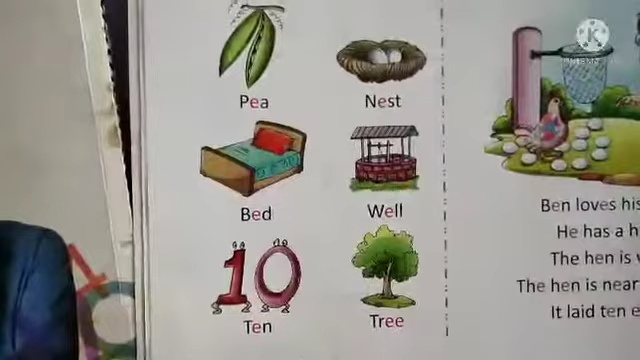 Pea
Nest
Bed
Well
10
Ten
Tree
Ben loves his
He has a h
The hen is
The hen is near
It laid ten e
K